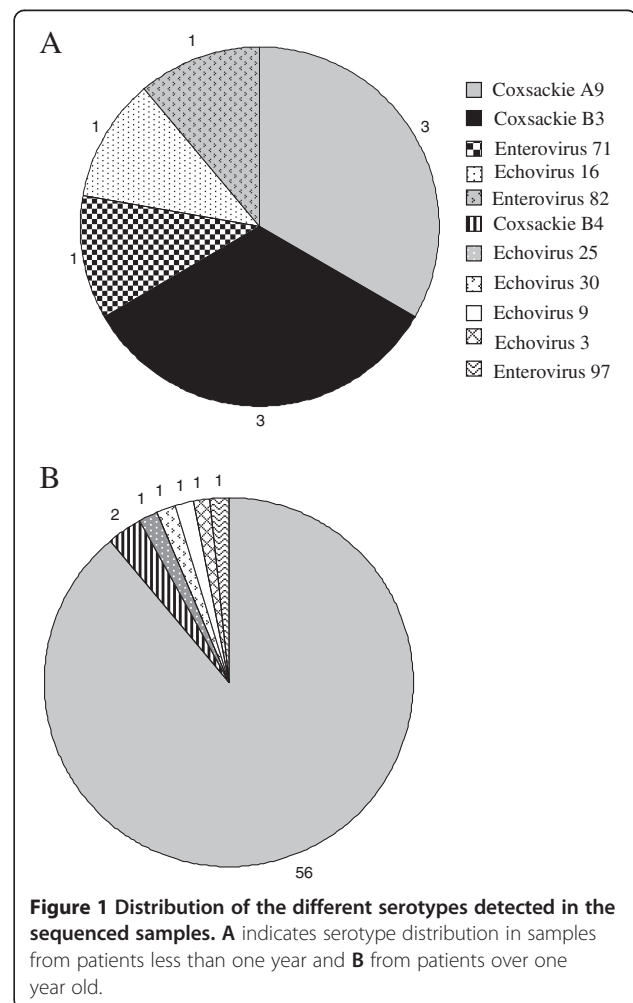 A
1
1
1
3
3
Coxsackie A9
Coxsackie B3
Enterovirus 71
Echovirus 16
Enterovirus 82
Coxsackie B4
Echovirus 25
Echovirus 30
Echovirus 9
Echovirus 3
Enterovirus 97
B
2
1
1
1
1
1
56
Figure 1 Distribution of the different serotypes detected in the
sequenced samples. A indicates serotype distribution in samples
from patients less than one year and B from patients over one
year old.